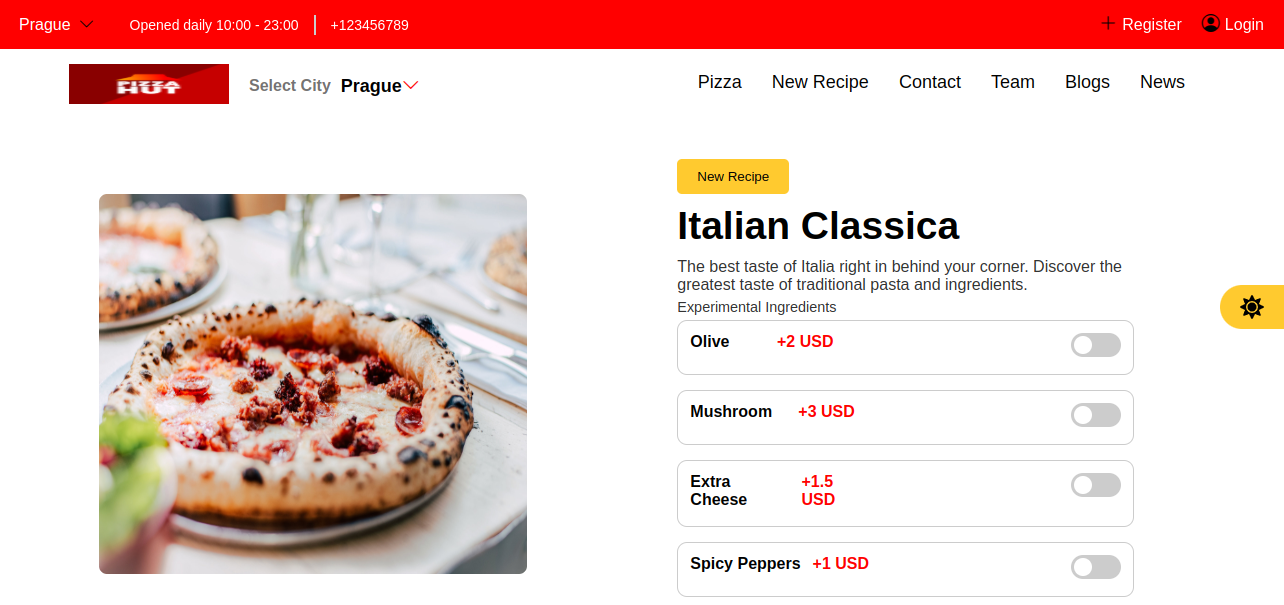 Prague
Opened daily 10:00 - 23:00
+123456789
Register
Login
PIZZA
HUT
Select City
Prague
Pizza
New Recipe
Contact
Team
Blogs
News
New Recipe
Italian Classica
The best taste of Italia right in behind your corner. Discover the
greatest taste of traditional pasta and ingredients.
Experimental Ingredients
Olive
+2 USD
Mushroom
+3 USD
Extra
Cheese
+1.5
USD
Spicy Peppers
+1 USD